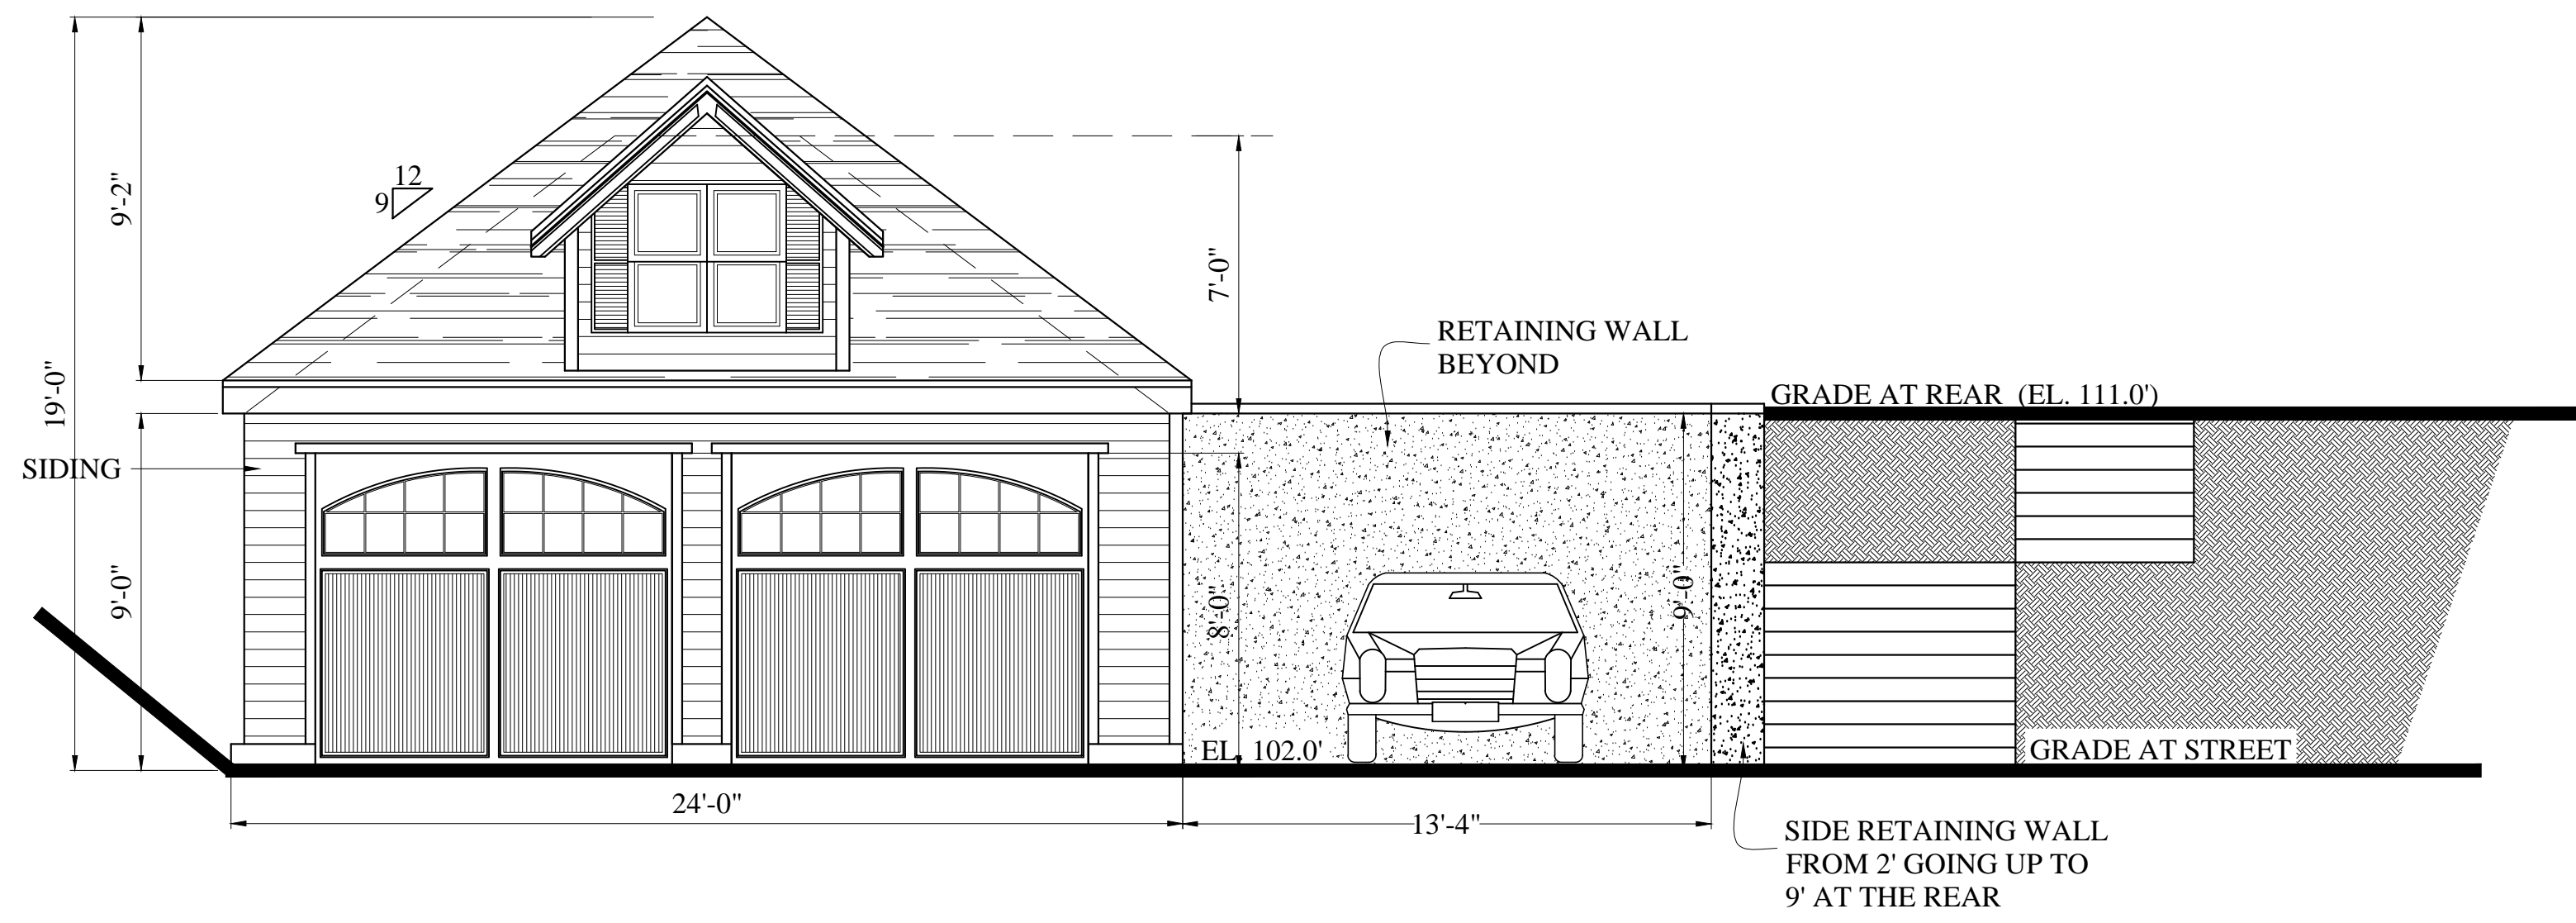 12
9
9'-2"
19'-0"
7'-0"
RETAINING WALL
BEYOND
GRADE AT REAR (EL. 111.0')
SIDING
9'-0"
8'-0"
9'-0"
EL. 102.0'
GRADE AT STREET
24'-0"
13'-4"
SIDE RETAINING WALL
FROM 2' GOING UP TO
9' AT THE REAR